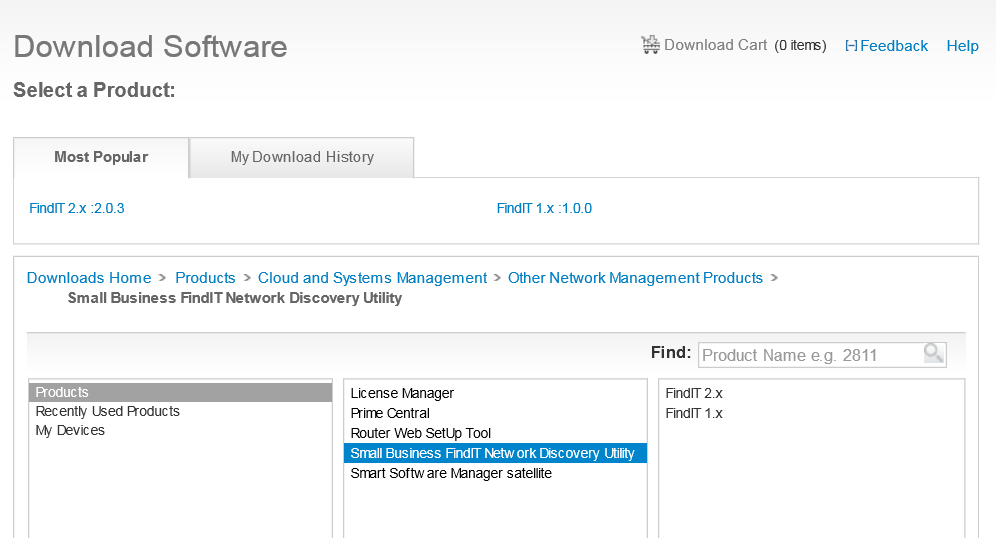 Download Software
Download Cart (0 items) [-] Feedback Help
Select a Product:
Most Popular My Download History
FindIT 2.x :2.0.3 FindIT 1.x :1.0.0
Downloads Home > Products > Cloud and Systems Management > Other Network Management Products >
Small Business FindIT Network Discovery Utility
Find: Product Name e.g. 2811
Products
Recently Used Products
My Devices
License Manager
Prime Central
Router Web SetUp Tool
Small Business FindIT Network Discovery Utility
Smart Software Manager satellite
FindIT 2.x
FindIT 1.x